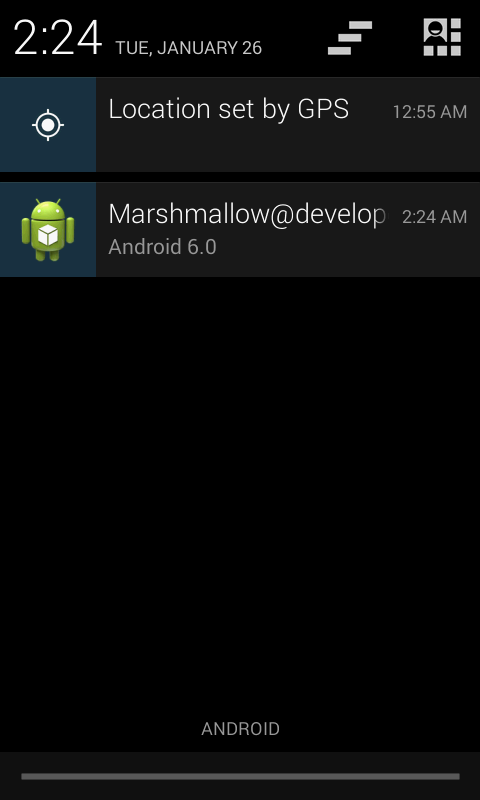 2:24 TUE, JANUARY 26
Location set by GPS 12:55 AM
Marshmallow@develop 2:24 AM
Android 6.0
ANDROID